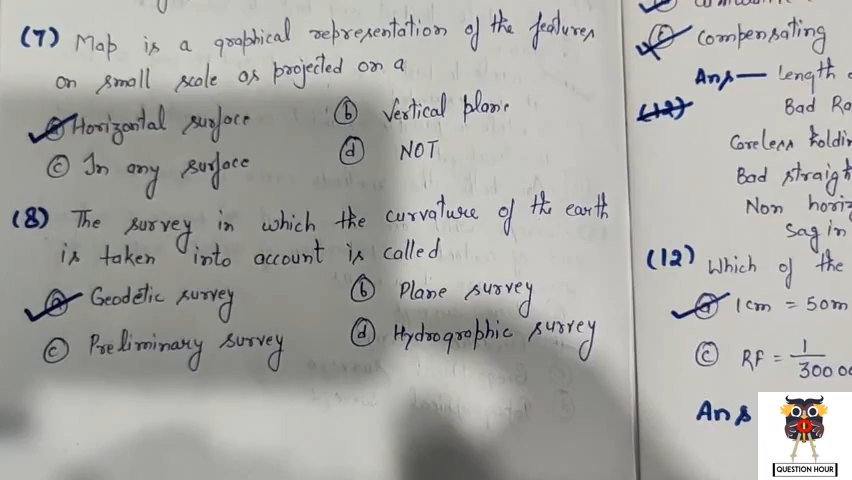 (7) Map is a graphical representation of the features
on small scale as projected on a
(a) Horizontal surface (b) Vertical plane
(c) In any surface (d) NOT
(8) The survey in which the curvature of the earth
is taken into account is called
(a) Geodetic survey (b) Plane survey
(c) Preliminary survey (d) Hydrographic survey
compensating
Ans — Length
(12) Bad Ra
Careless holdin
Bad straigh
Non horiz
Sag in
(12) Which of the
(a) 1cm = 50m
(c) RF = 1/30000
Ans
QUESTION HOUR